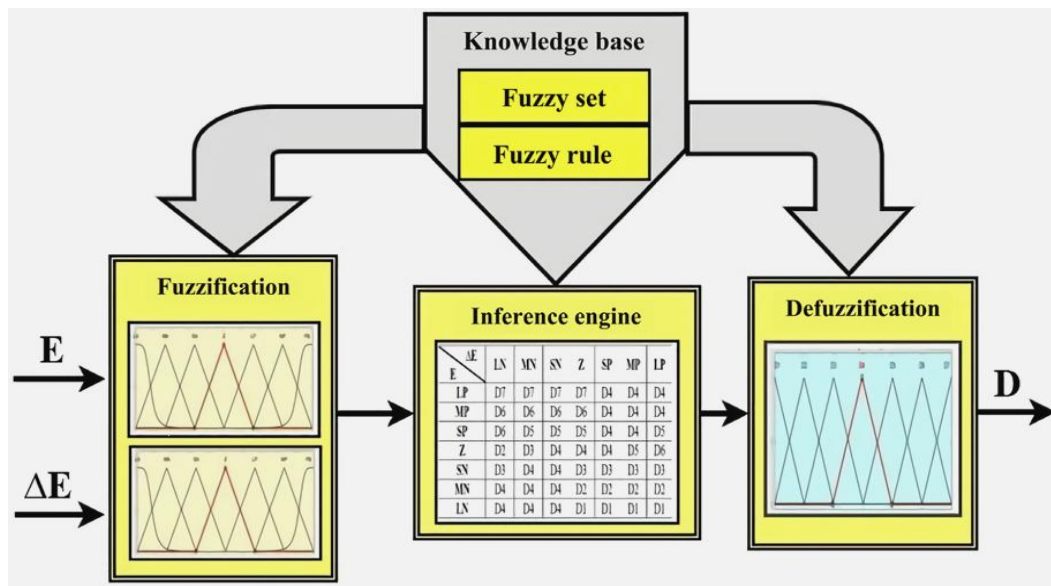 Knowledge base
Fuzzy set
Fuzzy rule
Fuzzification
E
ΔE
Inference engine
ΔE
E
LN MN SN Z SP MP LP
LP D7 D7 D7 D7 D4 D4 D4
MP D6 D6 D6 D6 D4 D4 D4
SP D6 D5 D5 D5 D4 D4 D5
Z D2 D3 D4 D4 D4 D5 D6
SN D3 D4 D4 D3 D3 D3 D3
MN D4 D4 D4 D2 D2 D2 D2
LN D4 D4 D4 D1 D1 D1 D1
Defuzzification
D